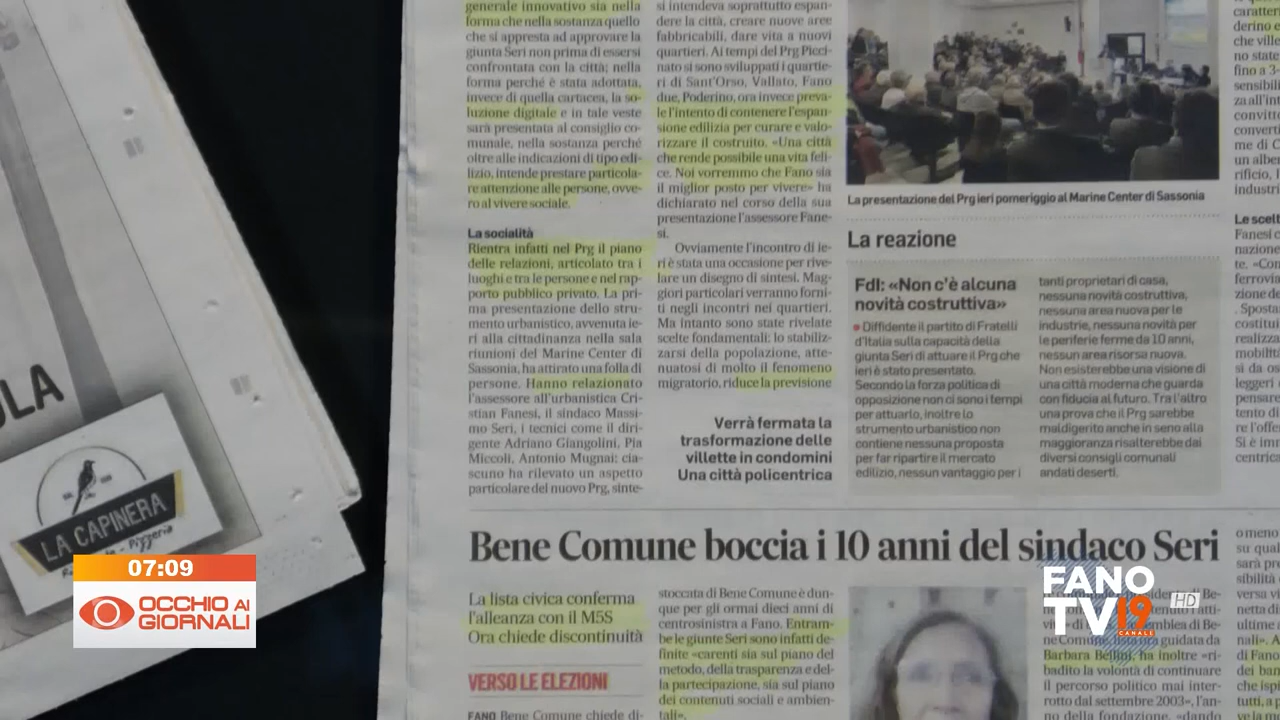 generale innovativo sia nella
forma che nella sostanza quello
che si appresta ad approvare la
giunta Seri non prima di essersi
confrontata con la città; nella
forma perché è stata adottata,
invece di quella cartacea, la so-
luzione digitale e in tale veste
sarà presentata al consiglio co-
munale, nella sostanza perché
oltre alle indicazioni di tipo edi-
lizio, intende prestare particola-
re attenzione alle persone, ovve-
ro al vivere sociale.
La socialità
Rientra infatti nel Prg il piano
delle relazioni, articolato tra i
luoghi e tra le persone e nel rap-
porto pubblico privato. La pri-
ma presentazione dello stru-
mento urbanistico, avvenuta ie-
ri alla cittadinanza nella sala
riunioni del Marine Center di
Sassonia, ha attirato una folla di
persone. Hanno relazionato
l'assessore all'urbanistica Cri-
stian Fanesi, il sindaco Massi-
mo Seri, i tecnici come il diri-
gente Adriano Giangolini, Pia
Miccoli, Antonio Mugnai: cia-
scuno ha rilevato un aspetto
particolare del nuovo Prg, sinte-
si intendeva soprattutto espan-
dere la città, creare nuove aree
fabbricabili, dare vita a nuovi
quartieri. Ai tempi del Prg Picci-
nato si sono sviluppati i quartie-
ri di Sant'Orso, Vallato, Fano
due, Poderino, ora invece preva-
le l'intento di contenere l'espan-
sione edilizia per curare e valo-
rizzare il costruito. «Una città
che rende possibile una vita feli-
ce. Noi vorremmo che Fano sia
il miglior posto per vivere» ha
dichiarato nel corso della sua
presentazione l'assessore Fane-
si.
Ovviamente l'incontro di ie-
ri è stata una occasione per rive-
lare un disegno di sintesi. Mag-
giori particolari verranno forni-
ti negli incontri nei quartieri.
Ma intanto sono state rivelate
scelte fondamentali: lo stabiliz-
zarsi della popolazione, atte-
nuatosi di molto il fenomeno
migratorio, riduce la previsione
Verrà fermata la
trasformazione delle
villette in condomini
Una città policentrica
La presentazione del Prg ieri pomeriggio al Marine Center di Sassonia
La reazione
FdI: «Non c'è alcuna
novità costruttiva»
Diffidente il partito di Fratelli
d'Italia sulla capacità della
giunta Seri di attuare il Prg che
ieri è stato presentato.
Secondo la forza politica di
opposizione non ci sono i tempi
per attuarlo, inoltre lo
strumento urbanistico non
contiene nessuna proposta
per far ripartire il mercato
edilizio, nessun vantaggio per i
tanti proprietari di casa,
nessuna novità costruttiva,
nessuna area nuova per le
industrie, nessuna novità per
le periferie ferme da 10 anni,
nessun area risorsa nuova.
Non esisterebbe una visione di
una città moderna che guarda
con fiducia al futuro. Tra l'altro
una prova che il Prg sarebbe
maldigerito anche in seno alla
maggioranza risalterebbe dai
diversi consigli comunali
andati deserti.
Bene Comune boccia i 10 anni del sindaco Seri
La lista civica conferma
l'alleanza con il M5S
Ora chiede discontinuità
VERSO LE ELEZIONI
FANO Bene Comune chiede di-
stoccata di Bene Comune è dun-
que per gli ormai dieci anni di
centrosinistra a Fano. Entram-
be le giunte Seri sono infatti de-
finite «carenti sia sul piano del
metodo, della trasparenza e del-
la partecipazione, sia sul piano
dei contenuti sociali e ambien-
tali».
ne Comune, guidata da
Barbara Bellini, ha inoltre «ri-
badito la volontà di continuare
il percorso politico mai inter-
rotto dal settembre 2003», l'an-
no della fondazione, «dando
LA CAPINERA
Pizzeria
07:09
OCCHIO AI
GIORNALI
FANO
TV 19
CANALE
HD